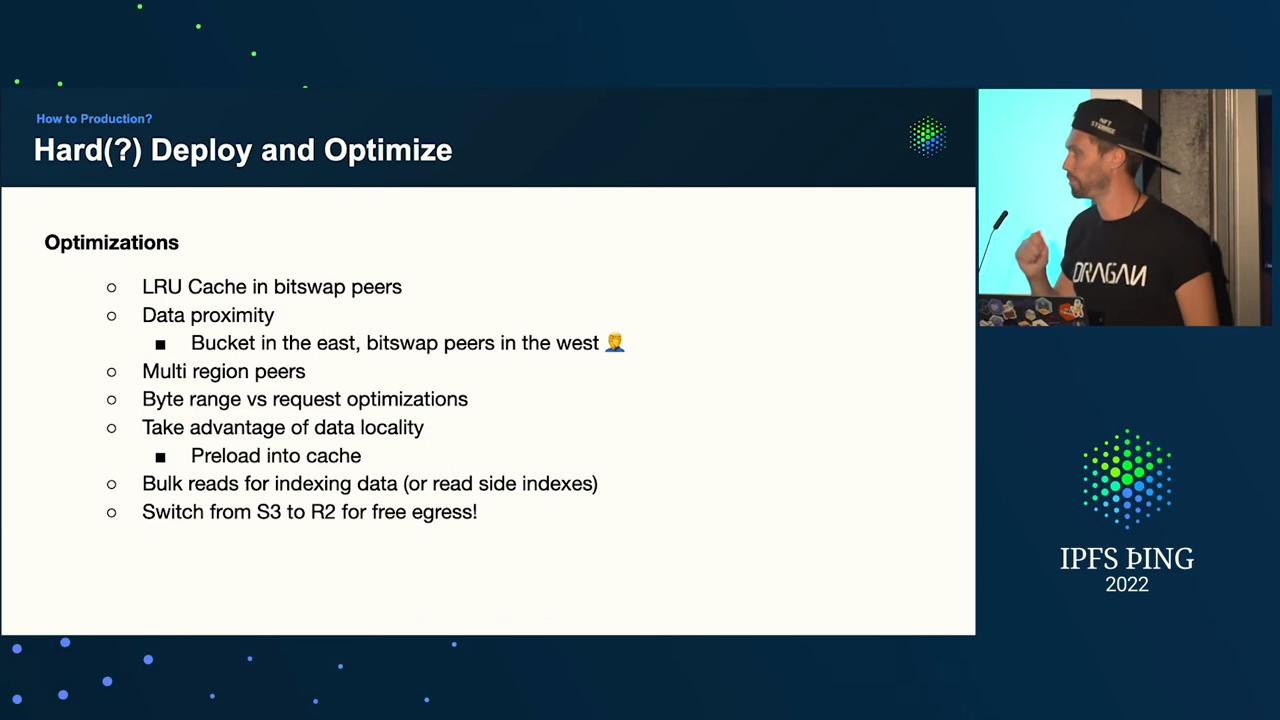 How to Production?
Hard(?) Deploy and Optimize
Optimizations
○ LRU Cache in bitswap peers
○ Data proximity
■ Bucket in the east, bitswap peers in the west 🤦
○ Multi region peers
○ Byte range vs request optimizations
○ Take advantage of data locality
■ Preload into cache
○ Bulk reads for indexing data (or read side indexes)
○ Switch from S3 to R2 for free egress!
NFT
STORAGE
DRAGAN
IPFS ÞING
2022